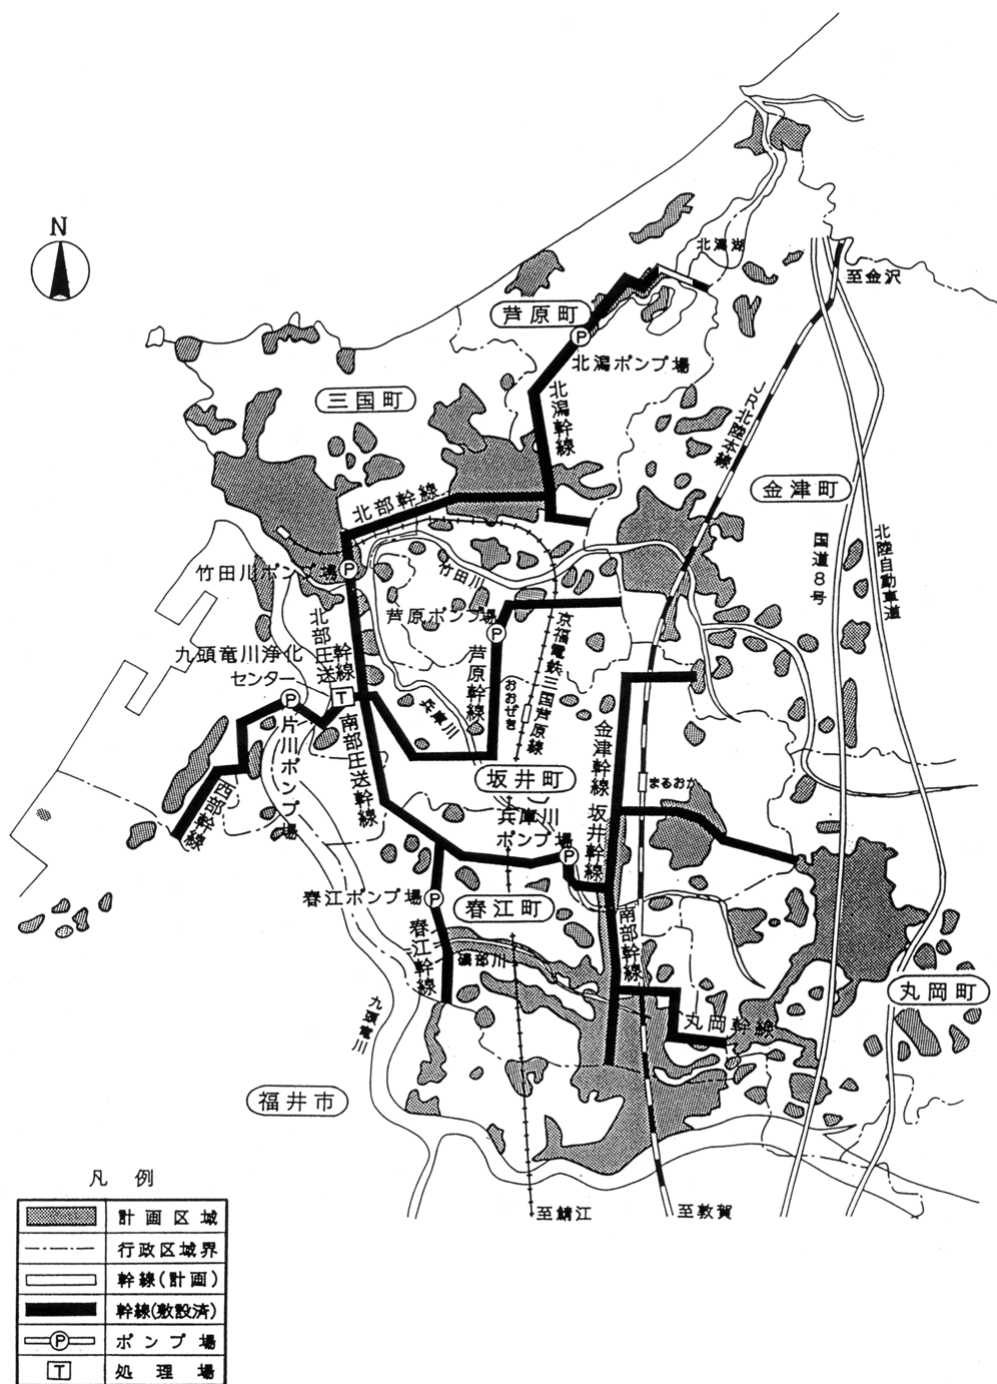 N
北潟湖
至金沢
芦原町
P
北潟ポンプ場
三国町
北潟幹線
JR北陸本線
金津町
北部幹線
国道8号
北陸自動車道
竹田川
竹田川ポンプ場
P
芦原ポンプ場
P
北部圧送幹線
京福電鉄三国芦原線
九頭竜川浄化
センター
P
T
芦原幹線
おおぜき
兵庫川
南部圧送幹線
片川ポンプ場
金津幹線
坂井町
まるおか
西部幹線
兵庫川
ポンプ場
P
坂井幹線
春江ポンプ場
P
春江町
南部幹線
春江幹線
磯部川
丸岡町
丸岡幹線
九頭竜川
福井市
至鯖江
至敦賀
凡例
計画区域
行政区域界
幹線(計画)
幹線(敷設済)
P
ポンプ場
T
処理場